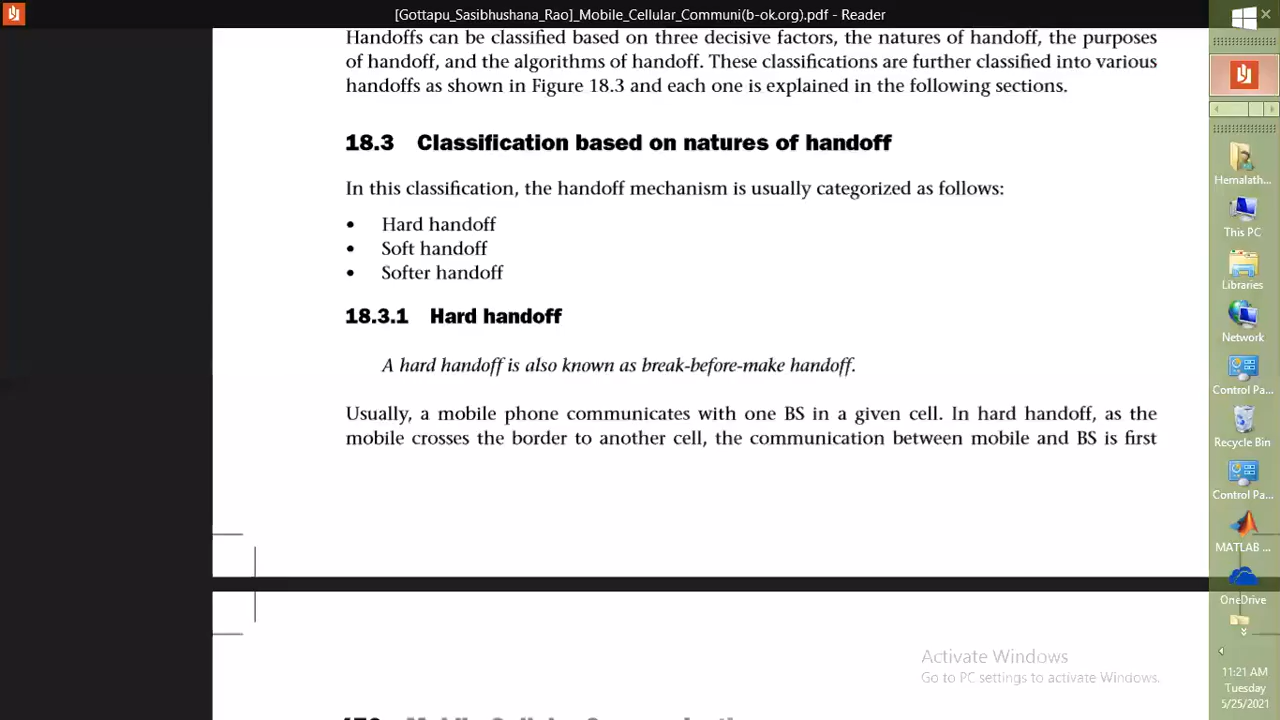 [Gottapu_Sasibhushana_Rao]_Mobile_Cellular_Communi(b-ok.org).pdf - Reader
Handoffs can be classified based on three decisive factors, the natures of handoff, the purposes
of handoff, and the algorithms of handoff. These classifications are further classified into various
handoffs as shown in Figure 18.3 and each one is explained in the following sections.
18.3 Classification based on natures of handoff
In this classification, the handoff mechanism is usually categorized as follows:
• Hard handoff
• Soft handoff
• Softer handoff
18.3.1 Hard handoff
A hard handoff is also known as break-before-make handoff.
Usually, a mobile phone communicates with one BS in a given cell. In hard handoff, as the
mobile crosses the border to another cell, the communication between mobile and BS is first
Activate Windows
Go to PC settings to activate Windows.
Hemalath...
This PC
Libraries
Network
Control Pa...
Recycle Bin
Control Pa...
MATLAB ...
OneDrive
11:21 AM
Tuesday
5/25/2021